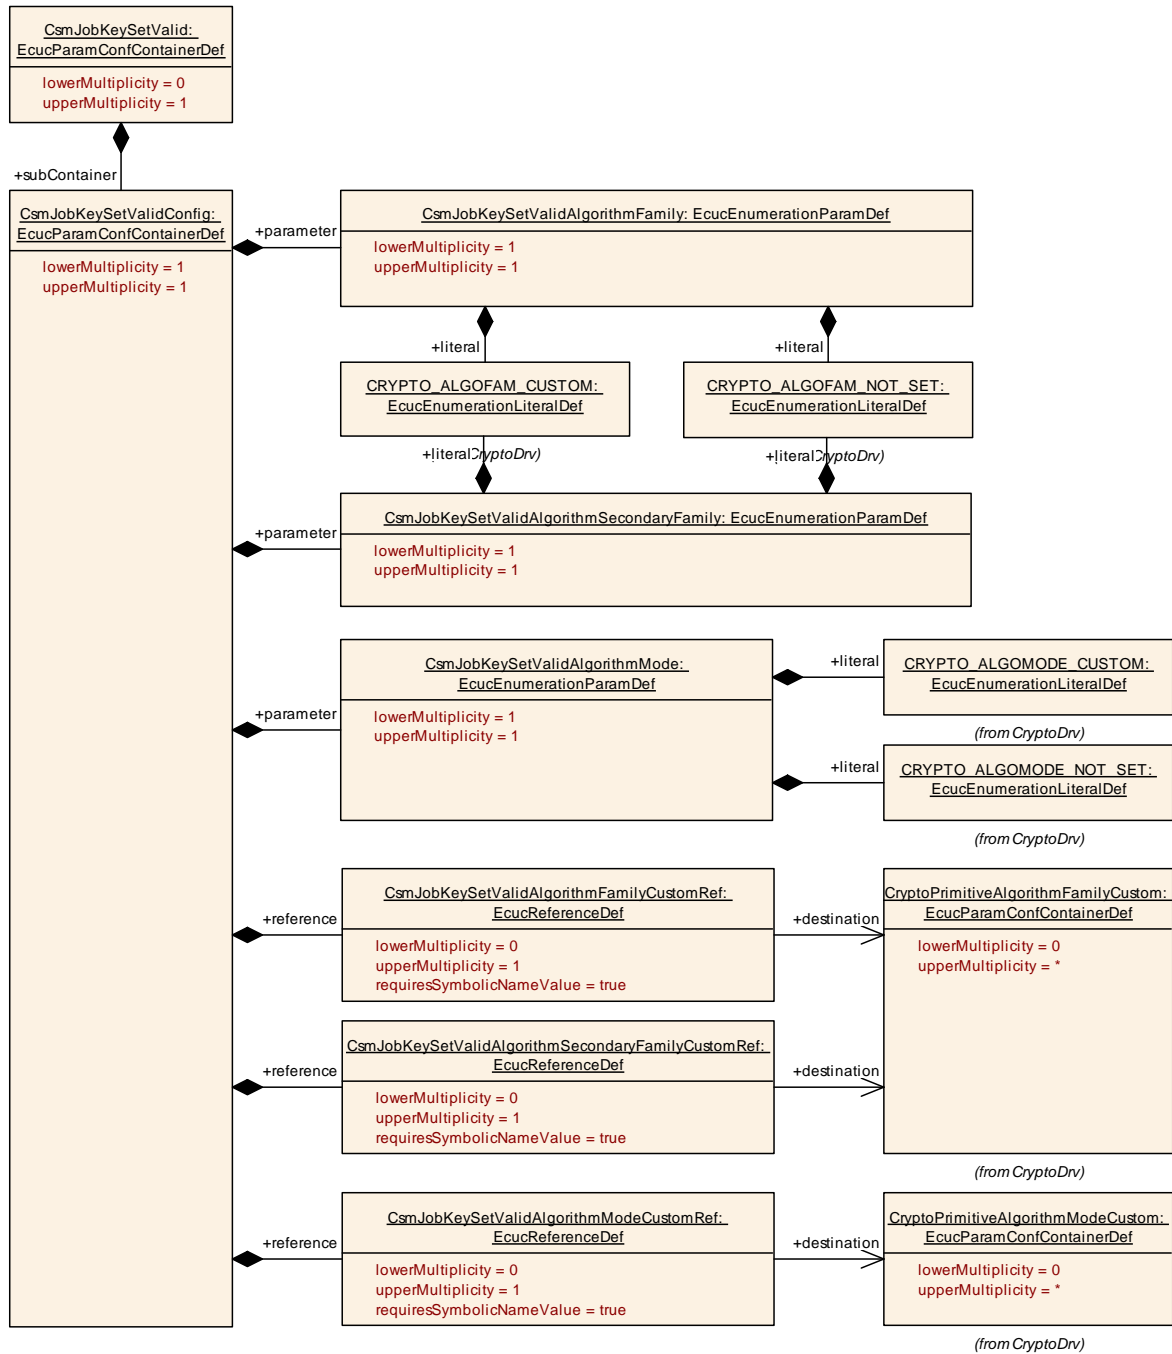 CsmJobKeySetValid:
EcucParamConfContainerDef
lowerMultiplicity = 0
upperMultiplicity = 1
+subContainer
CsmJobKeySetValidConfig:
EcucParamConfContainerDef
lowerMultiplicity = 1
upperMultiplicity = 1
+parameter
CsmJobKeySetValidAlgorithmFamily: EcucEnumerationParamDef
lowerMultiplicity = 1
upperMultiplicity = 1
+literal
+literal
CRYPTO_ALGOFAM_CUSTOM:
EcucEnumerationLiteralDef
CRYPTO_ALGOFAM_NOT_SET:
EcucEnumerationLiteralDef
+literal
CryptoDrv)
+literal
CryptoDrv)
+parameter
CsmJobKeySetValidAlgorithmSecondaryFamily: EcucEnumerationParamDef
lowerMultiplicity = 1
upperMultiplicity = 1
+parameter
CsmJobKeySetValidAlgorithmMode:
EcucEnumerationParamDef
lowerMultiplicity = 1
upperMultiplicity = 1
+literal
CRYPTO_ALGOMODE_CUSTOM:
EcucEnumerationLiteralDef
(from CryptoDrv)
+literal
CRYPTO_ALGOMODE_NOT_SET:
EcucEnumerationLiteralDef
(from CryptoDrv)
+reference
CsmJobKeySetValidAlgorithmFamilyCustomRef:
EcucReferenceDef
lowerMultiplicity = 0
upperMultiplicity = 1
requiresSymbolicNameValue = true
+destination
CryptoPrimitiveAlgorithmFamilyCustom:
EcucParamConfContainerDef
lowerMultiplicity = 0
upperMultiplicity = *
+reference
CsmJobKeySetValidAlgorithmSecondaryFamilyCustomRef:
EcucReferenceDef
lowerMultiplicity = 0
upperMultiplicity = 1
requiresSymbolicNameValue = true
+destination
(from CryptoDrv)
+reference
CsmJobKeySetValidAlgorithmModeCustomRef:
EcucReferenceDef
lowerMultiplicity = 0
upperMultiplicity = 1
requiresSymbolicNameValue = true
+destination
CryptoPrimitiveAlgorithmModeCustom:
EcucParamConfContainerDef
lowerMultiplicity = 0
upperMultiplicity = *
(from CryptoDrv)